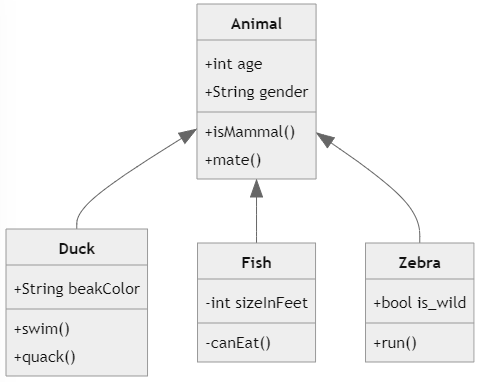 Animal
+int age
+String gender
+isMammal()
+mate()
Duck
+String beakColor
+swim()
+quack()
Fish
-int sizeInFeet
-canEat()
Zebra
+bool is_wild
+run()